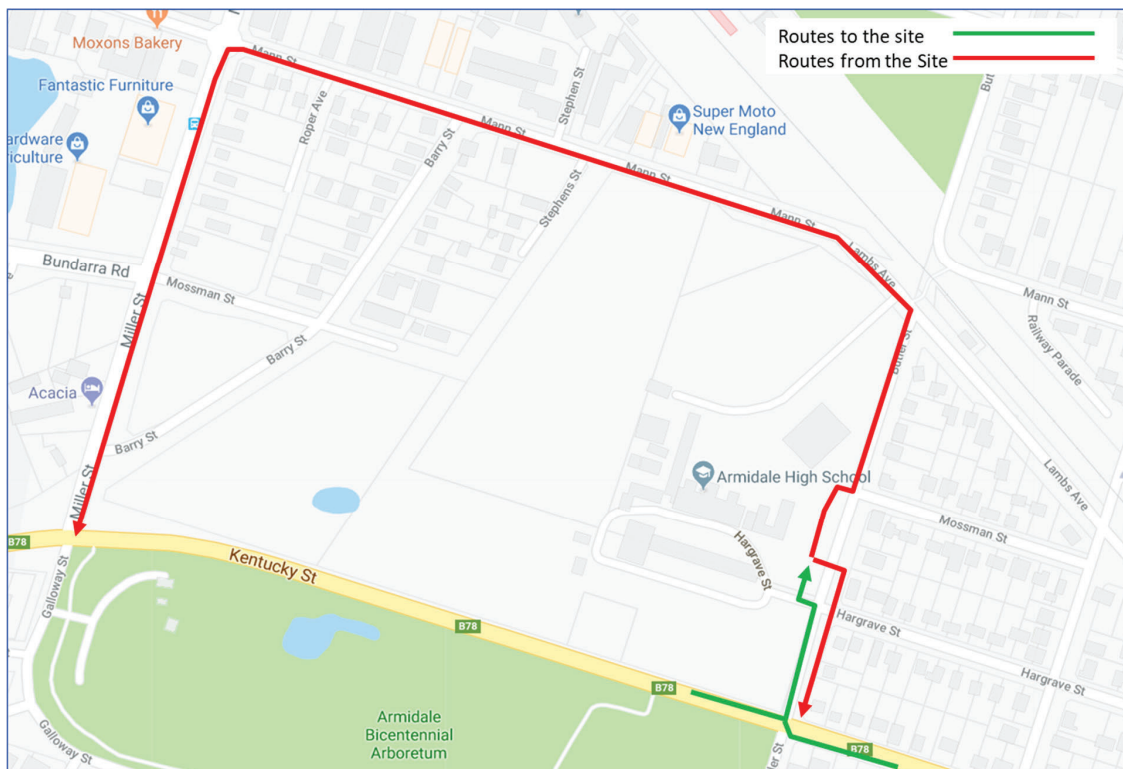 Routes to the site
Routes from the Site
Moxons Bakery
Mann St
Stephen St
Fantastic Furniture
Roper Ave
Mann St
Super Moto
New England
ardware
riculture
Barry St
Mann St
Stephens St
Mann St
Lambs Ave
Bundarra Rd
Mossman St
Mann St
Miller St
Butler St
Railway Parade
Barry St
Acacia
Barry St
Armidale High School
Lambs Ave
Miller St
Mossman St
B78
Kentucky St
Hargrave St
Galloway St
Hargrave St
B78
Hargrave St
B78
Armidale
Bicentennial
Arboretum
B78
Galloway St